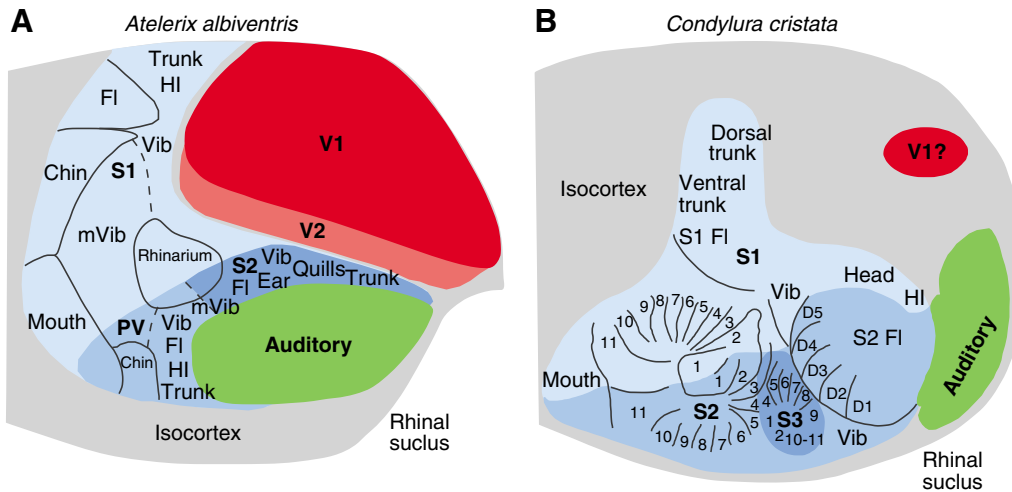 A
Atelerix albiventris
Trunk
HI
Fl
Vib
Chin
S1
V1
mVib
Rhinarium
V2
S2
Vib
Fl
Ear
Quills
Trunk
mVib
Mouth
PV
Vib
Fl
HI
Trunk
Chin
Auditory
Isocortex
Rhinal
suclus
B
Condylura cristata
Dorsal
trunk
V1?
Isocortex
Ventral
trunk
S1 Fl
S1
Head
HI
Vib
11
10
9
8
7
6
5
4
3
2
1
D5
D4
D3
D2
D1
S2 Fl
Auditory
Mouth
1
2
3
4
5
6
7
8
9
10
11
S2
4
5
6
7
8
9
S3
1
2
10-11
Vib
Rhinal
suclus